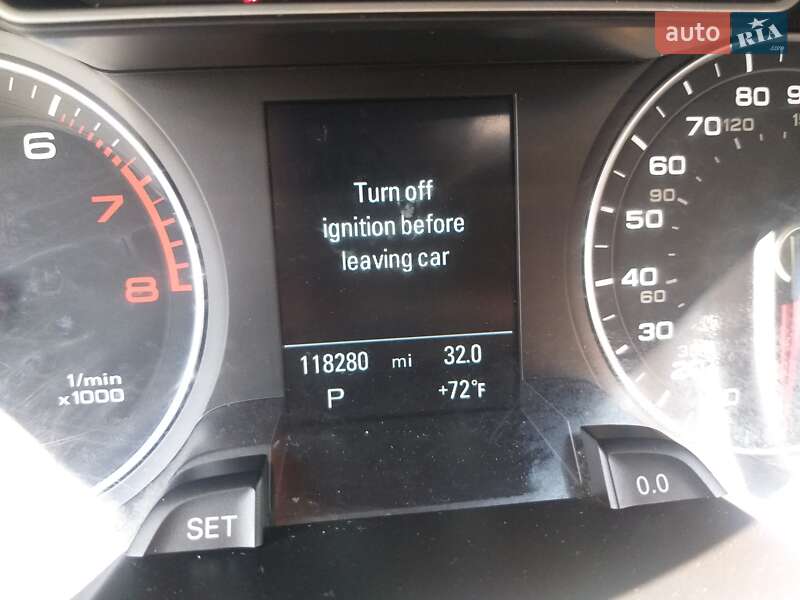 auto RIA .com
6
7
8
1/min
x1000
Turn off
ignition before
leaving car
118280 mi 32.0
P +72°F
SET
0.0
80
70 120
60
90
50
40
60
30